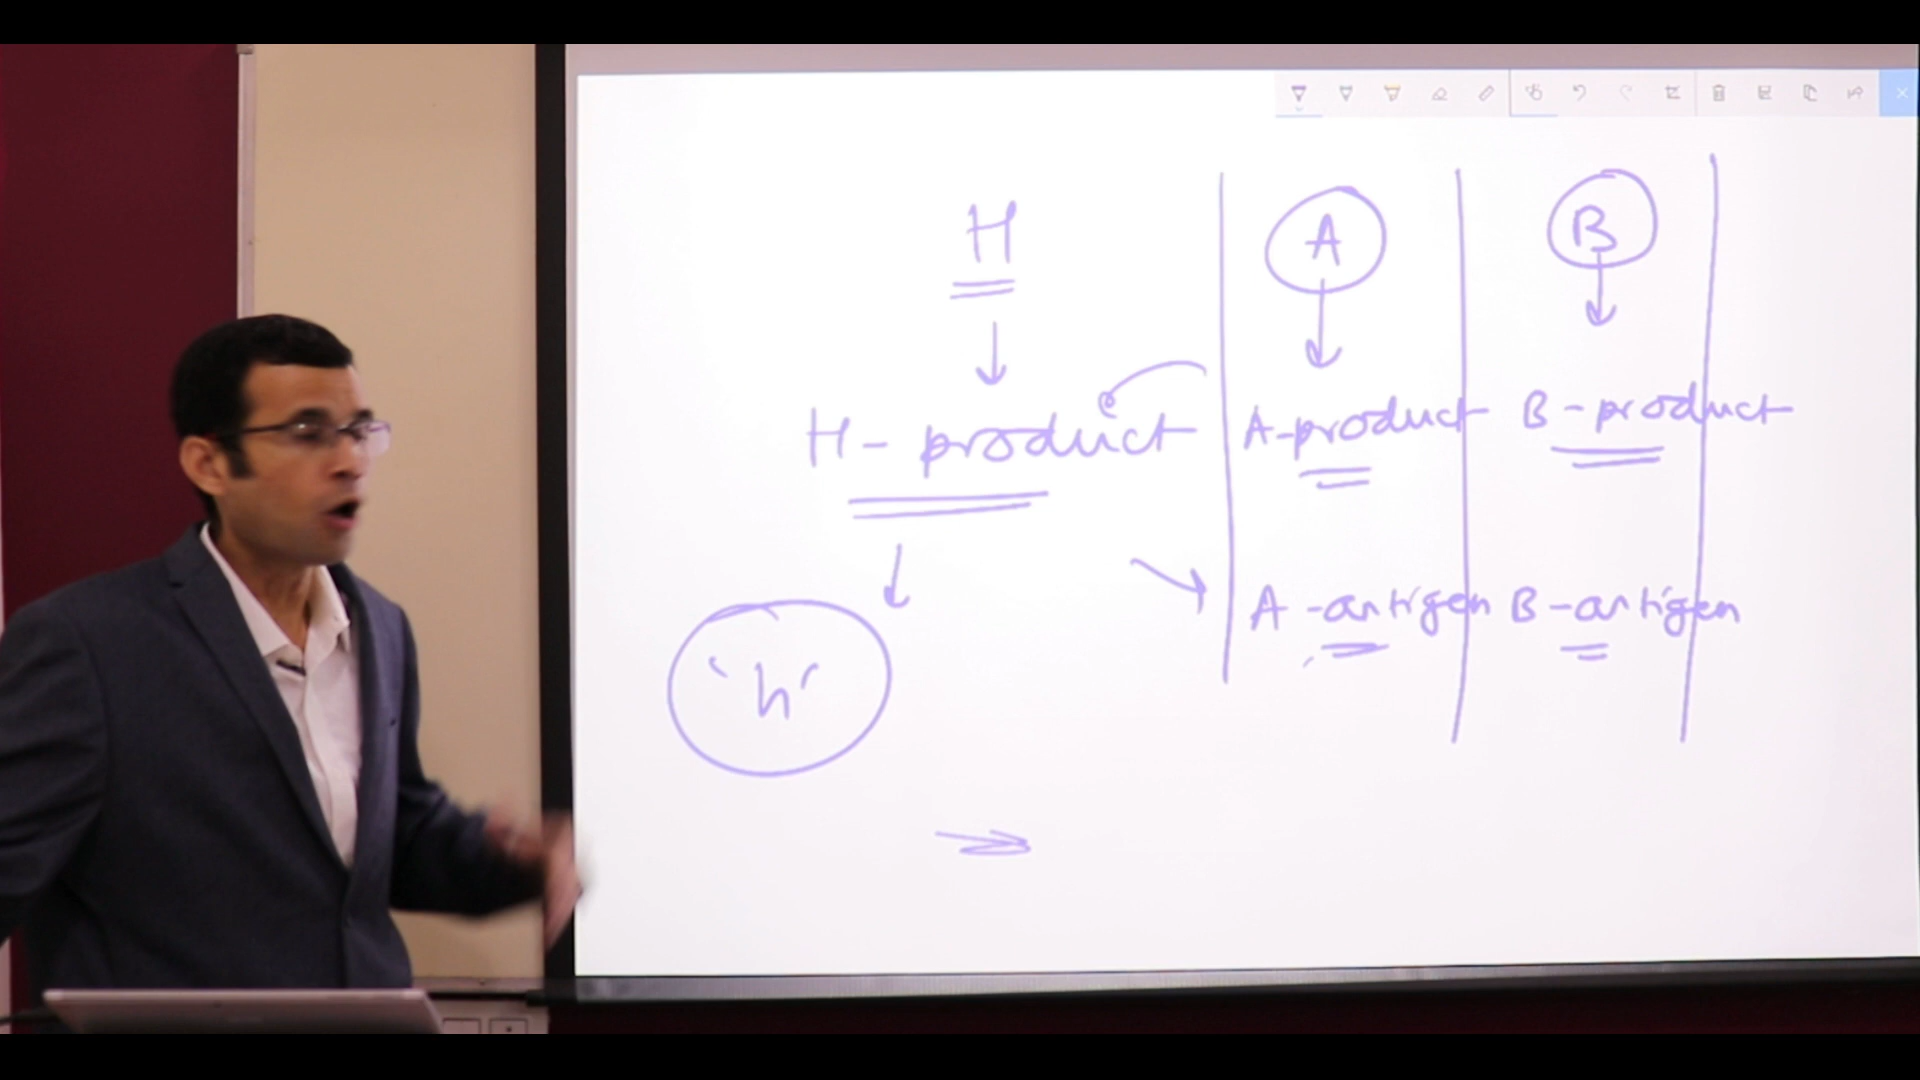 H A B
H - product A-product B - product
A - antigen B - antigen
'h'